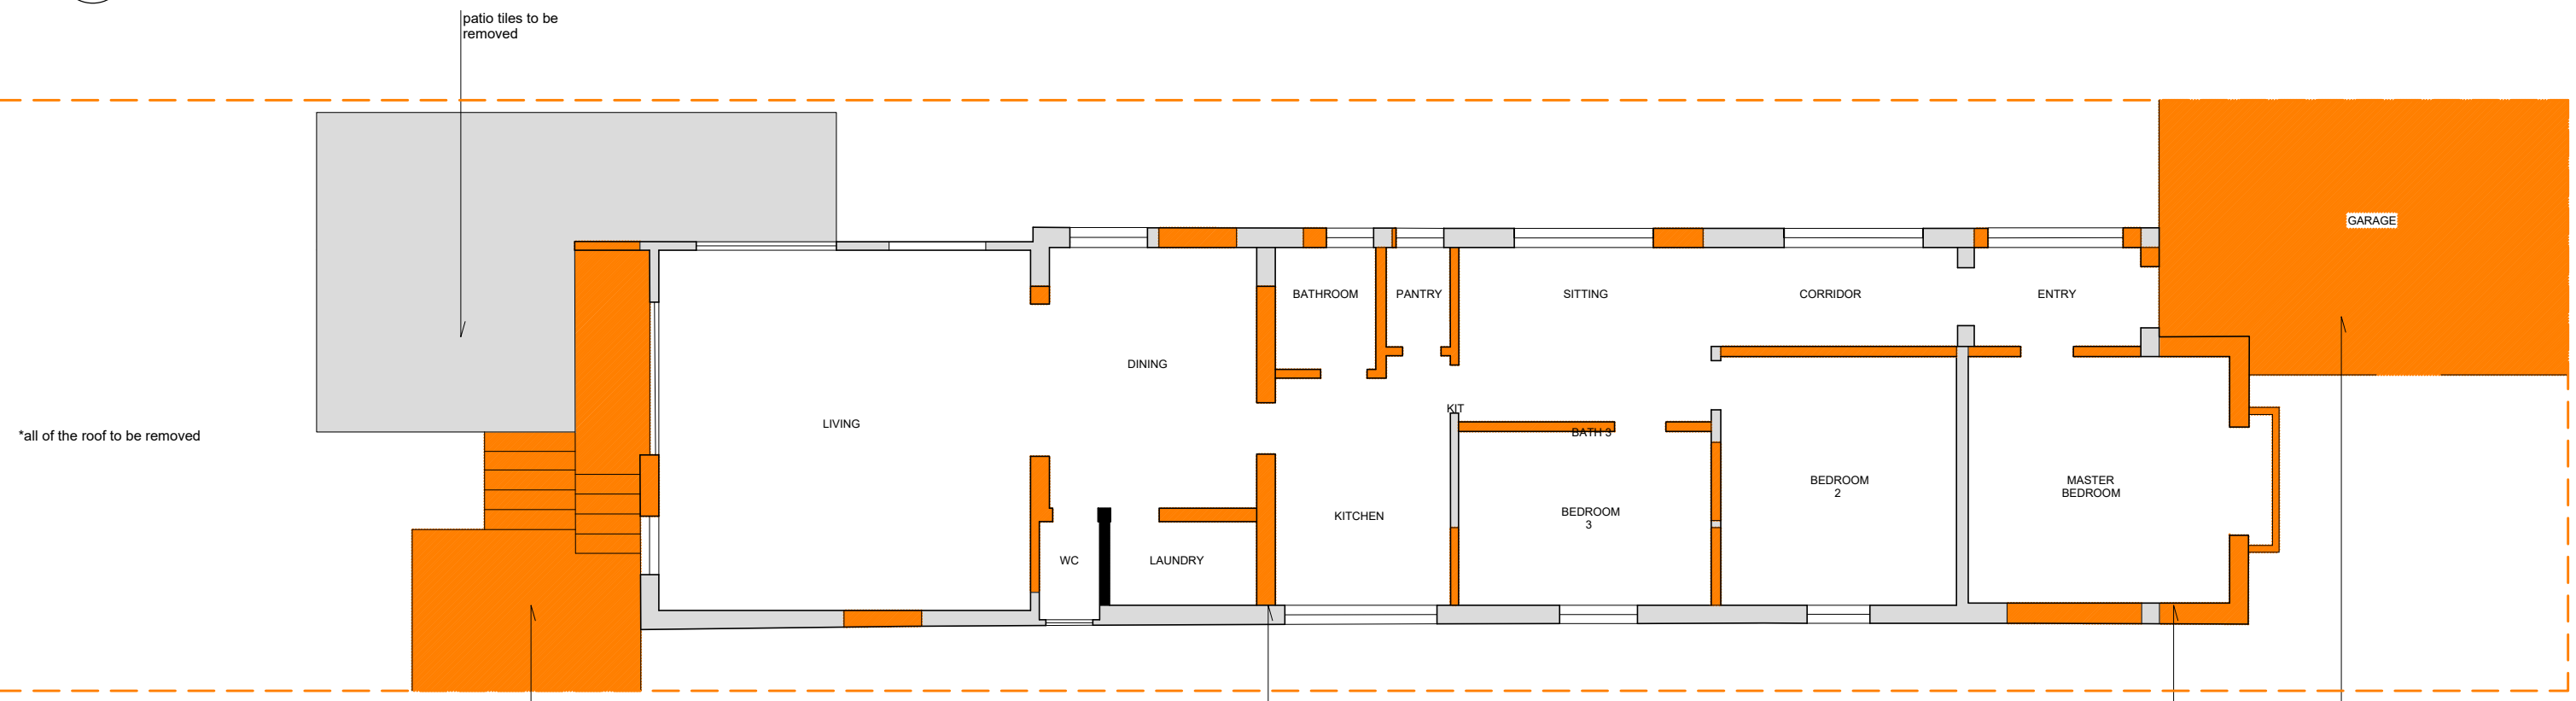 patio tiles to be
removed
GARAGE
BATHROOM
PANTRY
SITTING
CORRIDOR
ENTRY
DINING
KIT
LIVING
BATH 3
*all of the roof to be removed
BEDROOM
2
MASTER
BEDROOM
KITCHEN
BEDROOM
3
WC
LAUNDRY